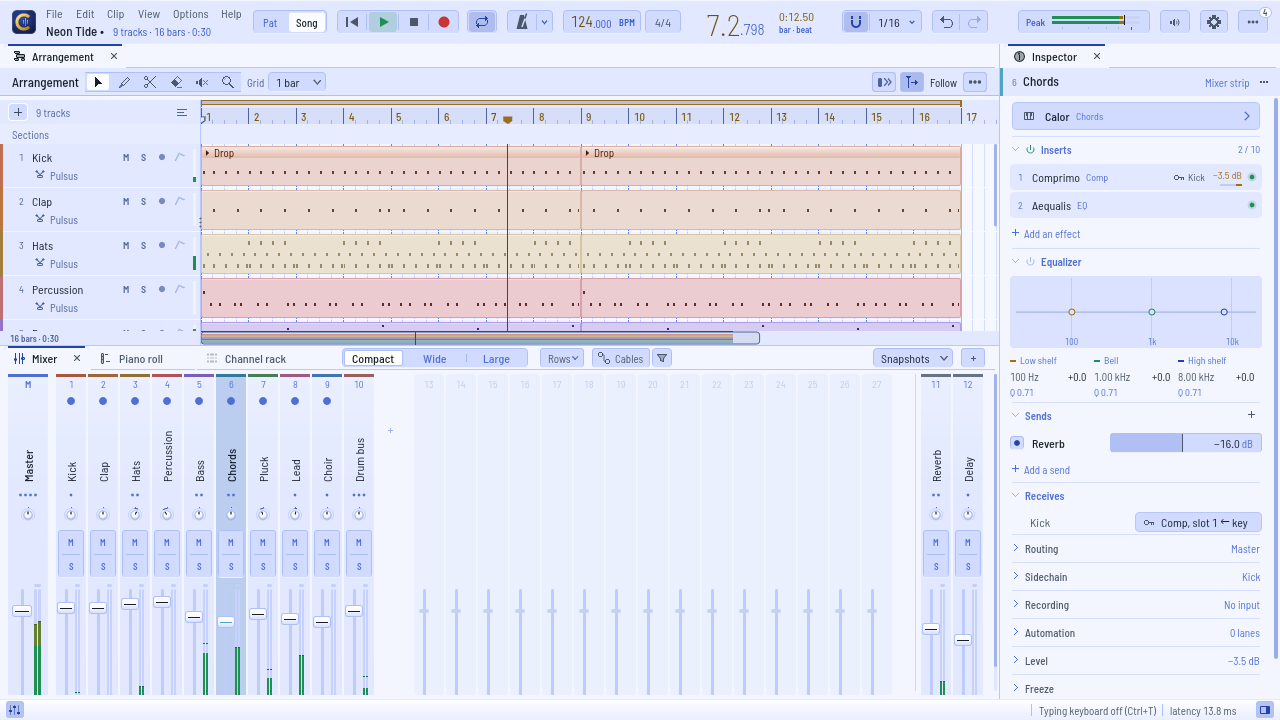 File Edit Clip View Options Help
Neon Tide • 9 tracks · 16 bars · 0:30
Pat Song
124.000 BPM 4/4
7.2.798
0:12.50
bar · beat
1/16
Peak
4
Arrangement
Arrangement Grid 1 bar Follow
9 tracks
1 2 3 4 5 6 7 8 9 10 11 12 13 14 15 16 17
Sections
1 Kick M S
Pulsus
Drop Drop
2 Clap M S
Pulsus
3 Hats M S
Pulsus
4 Percussion M S
Pulsus
16 bars · 0:30
Mixer Piano roll Channel rack Compact Wide Large Rows Cables Snapshots +
M 1 2 3 4 5 6 7 8 9 10 13 14 15 16 17 18 19 20 21 22 23 24 25 26 27 11 12
Master Kick Clap Hats Percussion Bass Chords Pluck Lead Choir Drum bus Reverb Delay
+
M M M M M M M M M M M M
S S S S S S S S S S S S
Inspector
6 Chords Mixer strip
Calor Chords
Inserts 2 / 10
1 Comprimo Comp Kick −3.5 dB
2 Aequalis EQ
+ Add an effect
Equalizer
100 1k 10k
Low shelf Bell High shelf
100 Hz +0.0 1.00 kHz +0.0 8.00 kHz +0.0
Q 0.71 Q 0.71 Q 0.71
Sends +
Reverb −16.0 dB
+ Add a send
Receives
Kick Comp, slot 1 ← key
Routing Master
Sidechain Kick
Recording No input
Automation 0 lanes
Level −3.5 dB
Freeze
Typing keyboard off (Ctrl+T) latency 13.8 ms